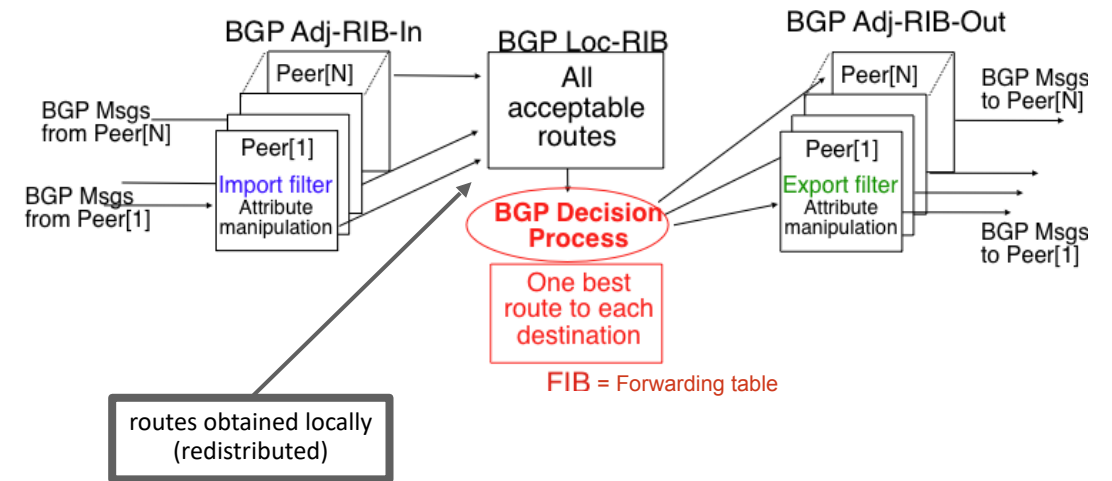 BGP Adj-RIB-In
BGP Loc-RIB
BGP Adj-RIB-Out
Peer[N]
Peer[1]
Import filter
Attribute
manipulation
BGP Msgs
from Peer[N]
BGP Msgs
from Peer[1]
All
acceptable
routes
BGP Decision
Process
One best
route to each
destination
FIB = Forwarding table
Peer[N]
Peer[1]
Export filter
Attribute
manipulation
BGP Msgs
to Peer[N]
BGP Msgs
to Peer[1]
routes obtained locally
(redistributed)